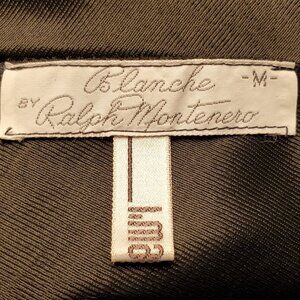 Blanche
-M-
BY Ralph Montenero